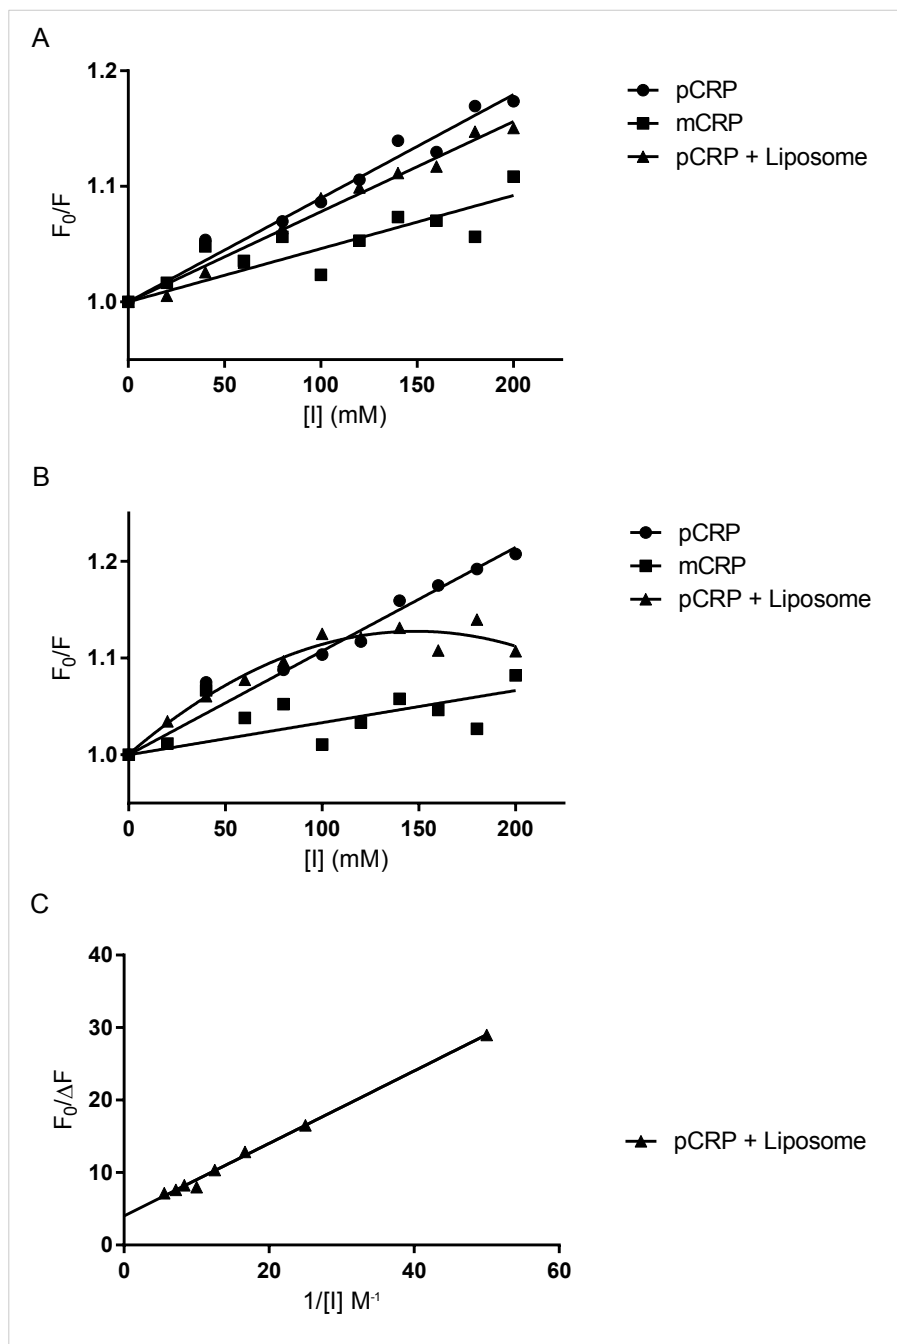 A
1.2
1.1
1.0
F₀/F
0 50 100 150 200
[I] (mM)
pCRP
mCRP
pCRP + Liposome
B
1.2
1.1
1.0
F₀/F
0 50 100 150 200
[I] (mM)
pCRP
mCRP
pCRP + Liposome
C
40
30
20
10
0
F₀/ΔF
0 20 40 60
1/[I] M⁻¹
pCRP + Liposome